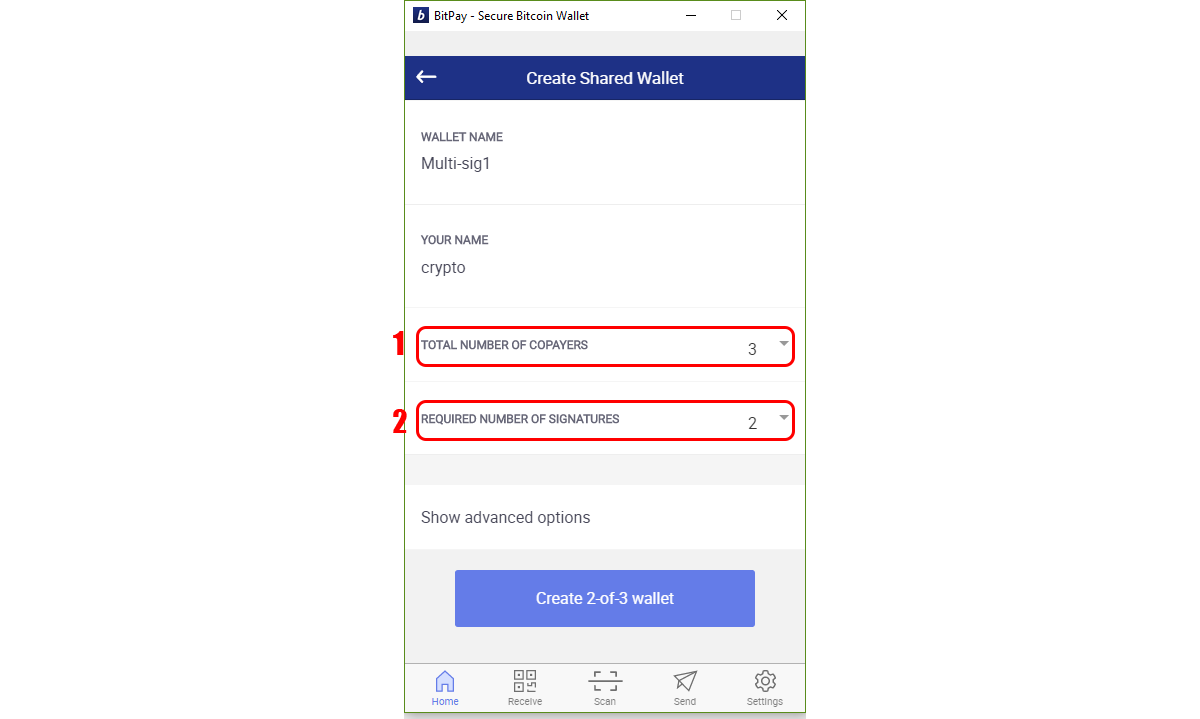 b BitPay - Secure Bitcoin Wallet
Create Shared Wallet
WALLET NAME
Multi-sig1
YOUR NAME
crypto
1 TOTAL NUMBER OF COPAYERS 3
2 REQUIRED NUMBER OF SIGNATURES 2
Show advanced options
Create 2-of-3 wallet
Home Receive Scan Send Settings